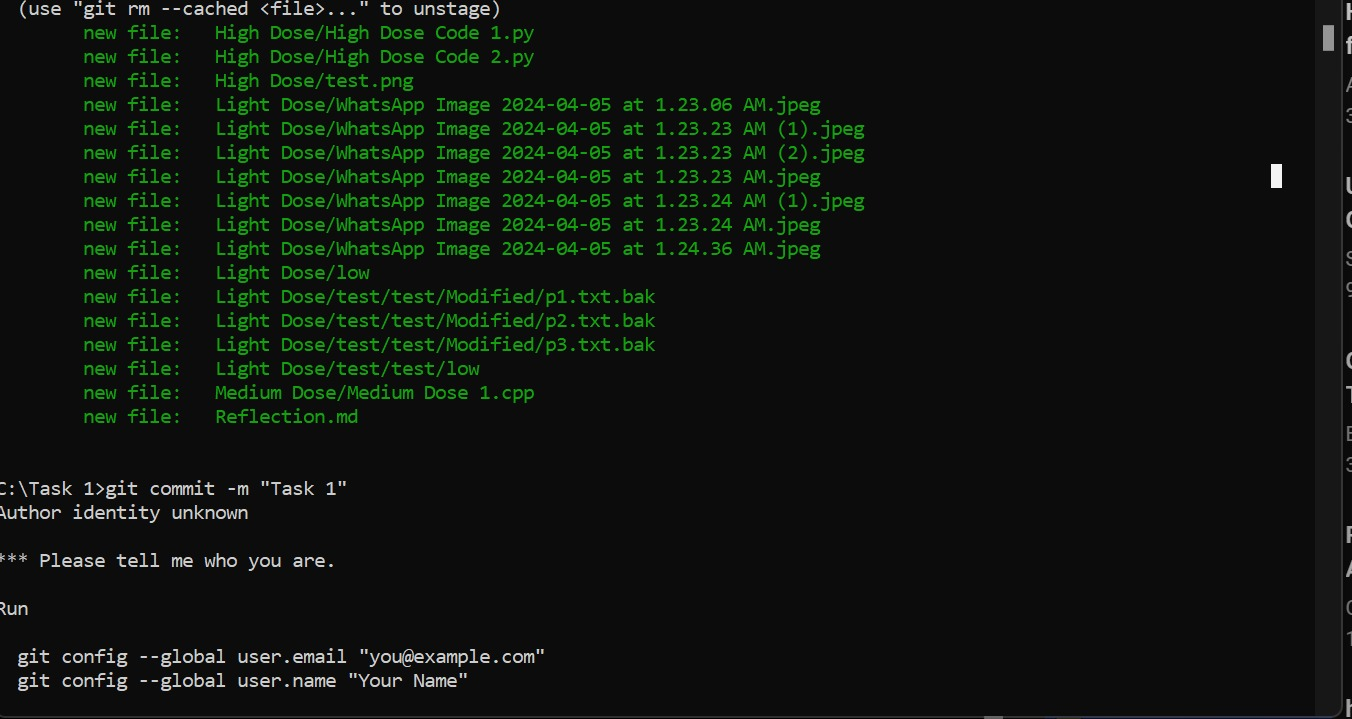 (use "git rm --cached <file>..." to unstage)
new file:   High Dose/High Dose Code 1.py
new file:   High Dose/High Dose Code 2.py
new file:   High Dose/test.png
new file:   Light Dose/WhatsApp Image 2024-04-05 at 1.23.06 AM.jpeg
new file:   Light Dose/WhatsApp Image 2024-04-05 at 1.23.23 AM (1).jpeg
new file:   Light Dose/WhatsApp Image 2024-04-05 at 1.23.23 AM (2).jpeg
new file:   Light Dose/WhatsApp Image 2024-04-05 at 1.23.23 AM.jpeg
new file:   Light Dose/WhatsApp Image 2024-04-05 at 1.23.24 AM (1).jpeg
new file:   Light Dose/WhatsApp Image 2024-04-05 at 1.23.24 AM.jpeg
new file:   Light Dose/WhatsApp Image 2024-04-05 at 1.24.36 AM.jpeg
new file:   Light Dose/low
new file:   Light Dose/test/test/Modified/p1.txt.bak
new file:   Light Dose/test/test/Modified/p2.txt.bak
new file:   Light Dose/test/test/Modified/p3.txt.bak
new file:   Light Dose/test/test/low
new file:   Medium Dose/Medium Dose 1.cpp
new file:   Reflection.md
C:\Task 1>git commit -m "Task 1"
Author identity unknown
*** Please tell me who you are.
Run
git config --global user.email "you@example.com"
git config --global user.name "Your Name"